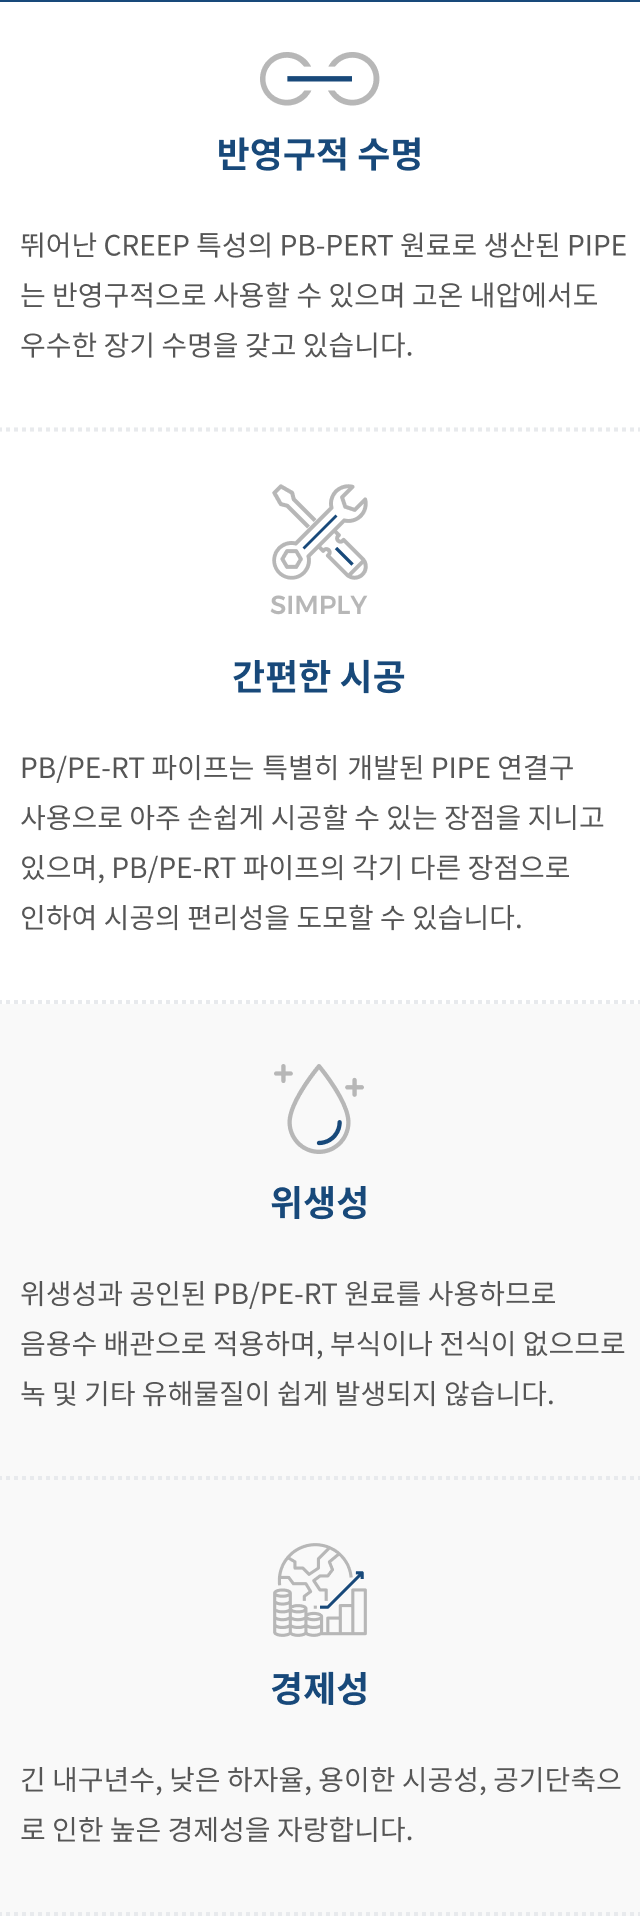 반영구적 수명
뛰어난 CREEP 특성의 PB-PERT 원료로 생산된 PIPE
는 반영구적으로 사용할 수 있으며 고온 내압에서도
우수한 장기 수명을 갖고 있습니다.
SIMPLY
간편한 시공
PB/PE-RT 파이프는 특별히 개발된 PIPE 연결구
사용으로 아주 손쉽게 시공할 수 있는 장점을 지니고
있으며, PB/PE-RT 파이프의 각기 다른 장점으로
인하여 시공의 편리성을 도모할 수 있습니다.
위생성
위생성과 공인된 PB/PE-RT 원료를 사용하므로
음용수 배관으로 적용하며, 부식이나 전식이 없으므로
녹 및 기타 유해물질이 쉽게 발생되지 않습니다.
경제성
긴 내구년수, 낮은 하자율, 용이한 시공성, 공기단축으
로 인한 높은 경제성을 자랑합니다.